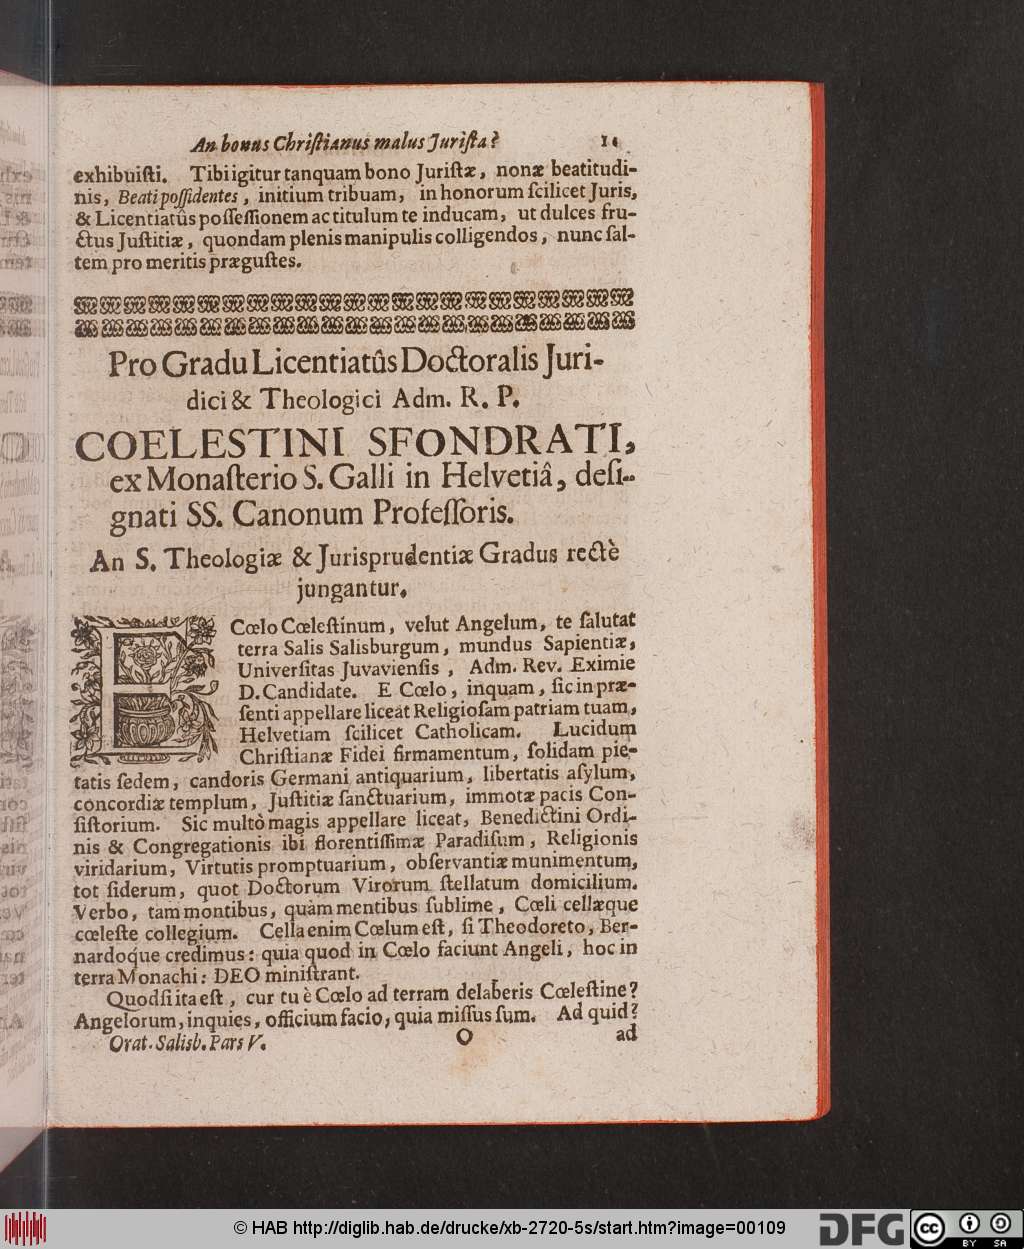 An bonus Chriſtianus malus Juriſta?
exhibuiſti. Tibi igitur tanquam bono Juriſtæ, nonæ beatitudi-
nis, Beati poſſidentes, initium tribuam, in honorum ſcilicet Juris,
& Licentiatûs poſſeſſionem ac titulum te inducam, ut dulces fru-
ctus Juſtitiæ, quondam plenis manipulis colligendos, nunc ſal-
tem pro meritis præguſtes.
Pro Gradu Licentiatûs Doctoralis Juri-
dici & Theologici Adm. R. P.
COELESTINI SFONDRATI,
ex Monaſterio S. Galli in Helvetiâ, deſi-
gnati SS. Canonum Profeſſoris.
An S. Theologiæ & Jurisprudentiæ Gradus rectè
jungantur.
E Cœlo Cœleſtinum, velut Angelum, te ſalutat
terra Salis Salisburgum, mundus Sapientiæ,
Univerſitas Juvavienſis, Adm. Rev. Eximie
D. Candidate. E Cœlo, inquam, ſic in præ-
ſenti appellare liceat Religioſam patriam tuam,
Helvetiam ſcilicet Catholicam. Lucidum
Chriſtianæ Fidei firmamentum, ſolidam pie-
tatis ſedem, candoris Germani antiquarium, libertatis aſylum,
concordiæ templum, Juſtitiæ ſanctuarium, immotæ pacis Con-
ſiſtorium. Sic multò magis appellare liceat, Benedictini Ordi-
nis & Congregationis ibi florentiſſimæ Paradiſum, Religionis
viridarium, Virtutis promptuarium, obſervantiæ munimentum,
tot ſiderum, quot Doctorum Virorum ſtellatum domicilium.
Verbo, tam montibus, quàm mentibus ſublime, Cœli cellæque
cœleſte collegium. Cella enim Cœlum eſt, ſi Theodoreto, Ber-
nardoque credimus: quia quod in Cœlo faciunt Angeli, hoc in
terra Monachi: DEO miniſtrant.
Quodſi ita eſt, cur tu è Cœlo ad terram delaberis Cœleſtine?
Angelorum, inquies, officium facio, quia miſſus ſum. Ad quid?
Orat. Salisb. Pars V. O ad
© HAB http://diglib.hab.de/drucke/xb-2720-5s/start.htm?image=00109
DFG
cc BY SA